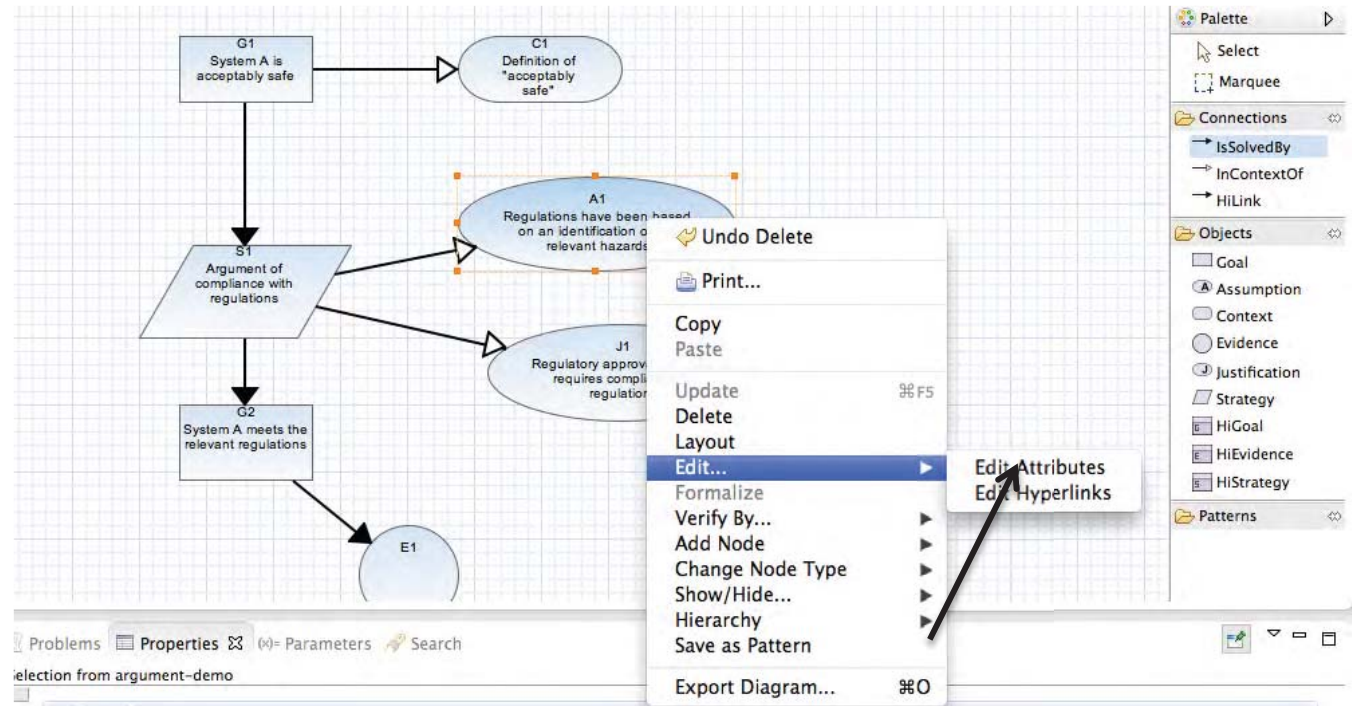 G1
System A is
acceptably safe
C1
Definition of
"acceptably
safe"
A1
Regulations have been based
on an identification
relevant hazards
S1
Argument of
compliance with
regulations
J1
Regulatory
requires
G2
System A meets the
relevant regulations
E1
Undo Delete
Print...
Copy
Paste
Update ⌘F5
Delete
Layout
Edit...
Formalize
Verify By...
Add Node
Change Node Type
Show/Hide...
Hierarchy
Save as Pattern
Export Diagram... ⌘O
Edit Attributes
Edit Hyperlinks
Palette
Select
Marquee
Connections
IsSolvedBy
InContextOf
HiLink
Objects
Goal
A Assumption
Context
Evidence
J Justification
Strategy
G HiGoal
E HiEvidence
S HiStrategy
Patterns
Problems Properties (x)= Parameters Search
from argument-demo